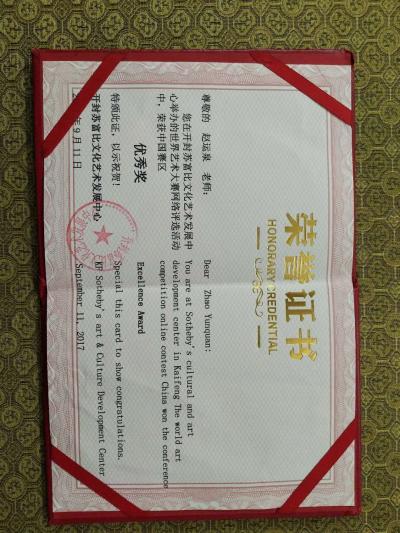 荣誉证书
HONORARY CREDENTIAL
尊敬的 赵运泉 老师:
您在开封苏富比文化艺术发展中
心举办的世界艺术大赛网络评选活动
中，荣获中国赛区
优秀奖
特颁此证，以示祝贺！
开封苏富比文化艺术发展中心
年9月11日
Dear Zhao Yunquan:
You are at Sotheby's cultural and art
development center in Kaifeng The world art
competition online contest China won the conference
Excellence Award
Special this card to show congratulations.
KF Sotheby's art & Culture Development Center
September 11, 2017